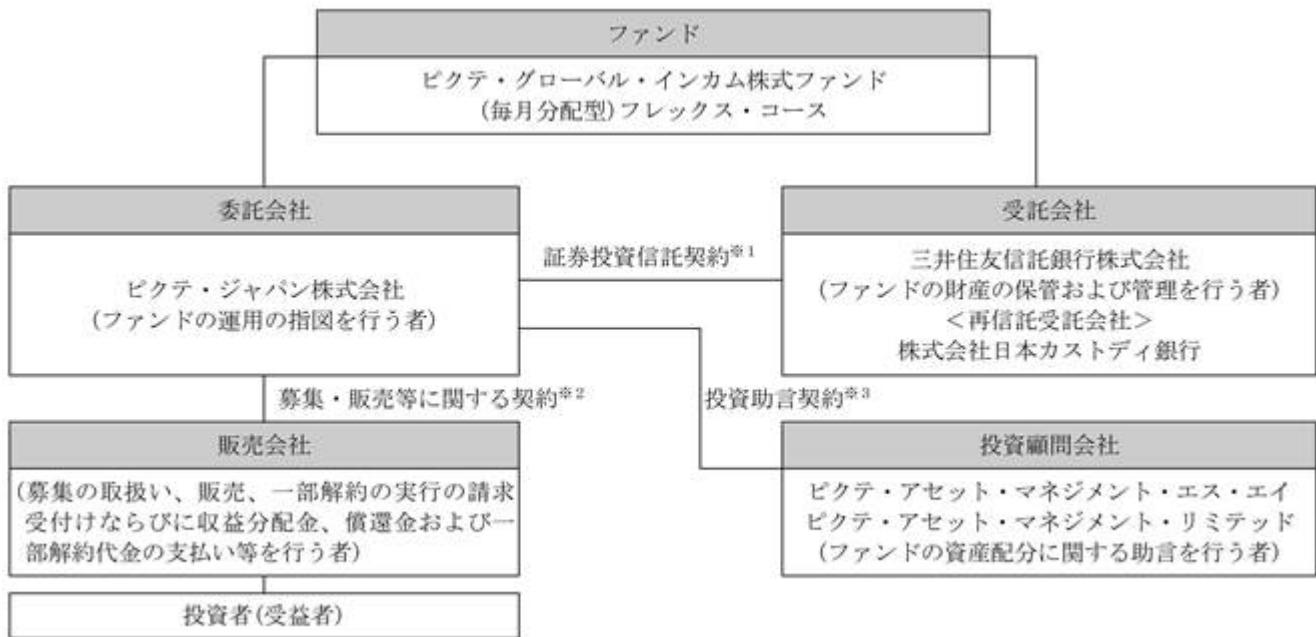 ファンド
ピクテ・グローバル・インカム株式ファンド
(毎月分配型)フレックス・コース
委託会社
ピクテ・ジャパン株式会社
(ファンドの運用の指図を行う者)
証券投資信託契約※1
受託会社
三井住友信託銀行株式会社
(ファンドの財産の保管および管理を行う者)
<再信託受託会社>
株式会社日本カストディ銀行
募集・販売等に関する契約※2
投資助言契約※3
販売会社
(募集の取扱い、販売、一部解約の実行の請求
受付けならびに収益分配金、償還金および一
部解約代金の支払い等を行う者)
投資顧問会社
ピクテ・アセット・マネジメント・エス・エイ
ピクテ・アセット・マネジメント・リミテッド
(ファンドの資産配分に関する助言を行う者)
投資者(受益者)